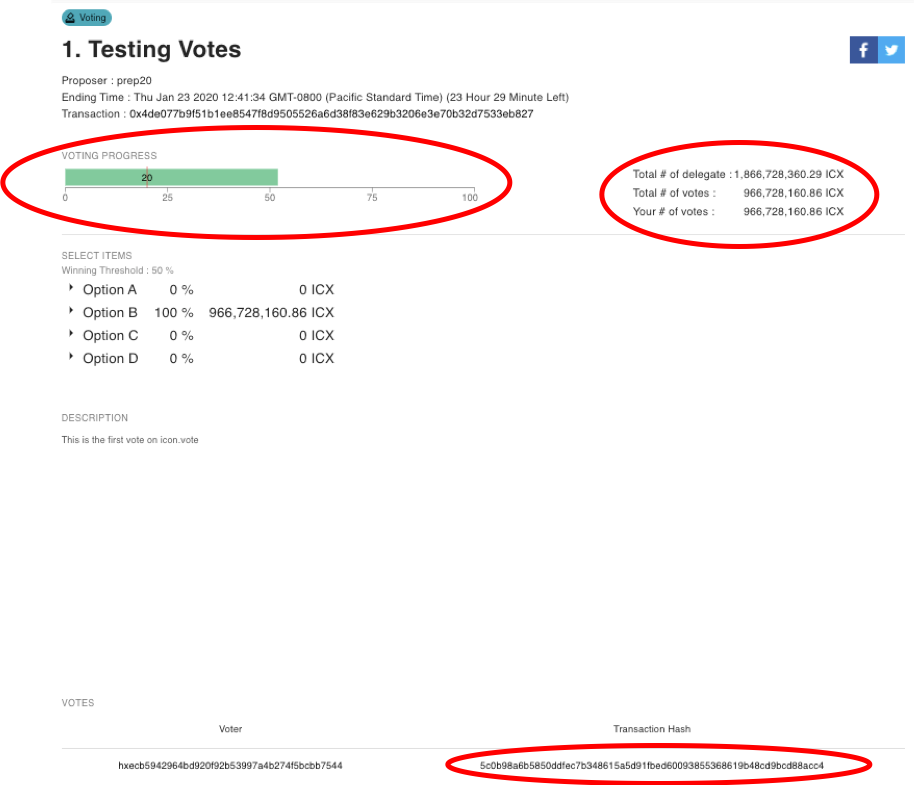 Voting
1. Testing Votes
Proposer : prep20
Ending Time : Thu Jan 23 2020 12:41:34 GMT-0800 (Pacific Standard Time) (23 Hour 29 Minute Left)
Transaction : 0x4de077b9f51b1ee8547f8d9505526a6d38f83e629b3206e3e70b32d7533eb827
VOTING PROGRESS
20
0 25 50 75 100
Total # of delegate : 1,866,728,360.29 ICX
Total # of votes : 966,728,160.86 ICX
Your # of votes : 966,728,160.86 ICX
SELECT ITEMS
Winning Threshold : 50 %
Option A 0 % 0 ICX
Option B 100 % 966,728,160.86 ICX
Option C 0 % 0 ICX
Option D 0 % 0 ICX
DESCRIPTION
This is the first vote on icon.vote
VOTES
Voter Transaction Hash
hxecb5942964bd920f92b53997a4b274f5bcbb7544 5c0b98a6b5850ddfec7b348615a5d91fbed60093855368619b48cd9bcd88acc4